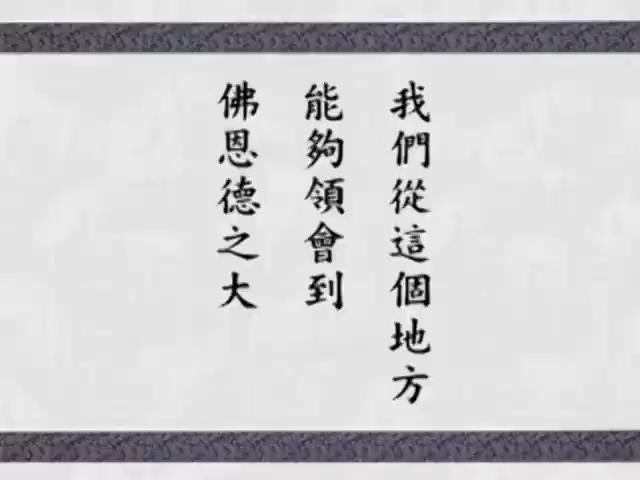 我們從這個地方
能夠領會到
佛恩德之大